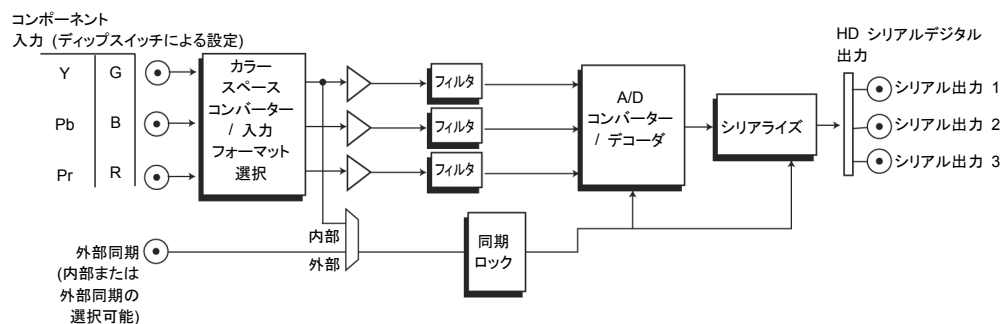 コンポーネント
入力 (ディップスイッチによる設定)
Y G
Pb B
Pr R
カラー
スペース
コンバーター
/ 入力
フォーマット
選択
フィルタ
フィルタ
フィルタ
A/D
コンバーター
/ デコーダ
シリアライズ
HD シリアルデジタル
出力
シリアル出力 1
シリアル出力 2
シリアル出力 3
内部
外部
同期
ロック
外部同期
(内部または
外部同期の
選択可能)